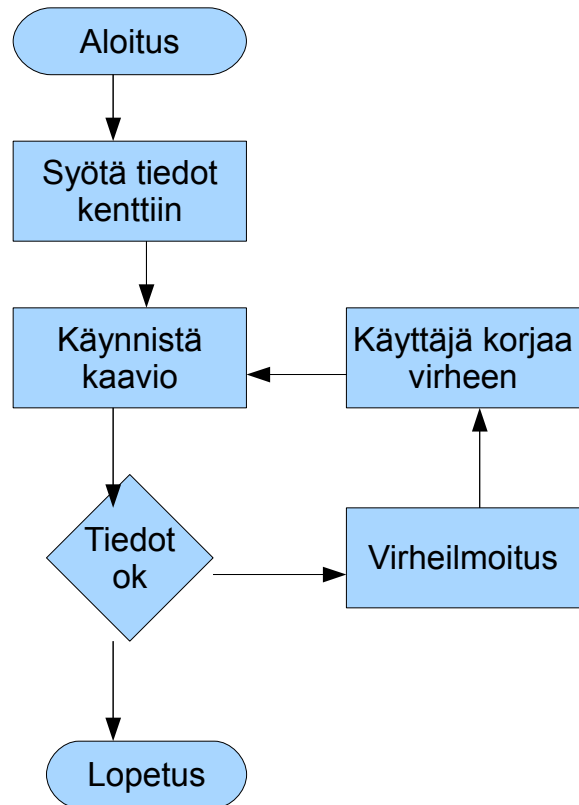 Aloitus
Syötä tiedot
kenttiin
Käynnistä
kaavio
Käyttäjä korjaa
virheen
Tiedot
ok
Virheilmoitus
Lopetus